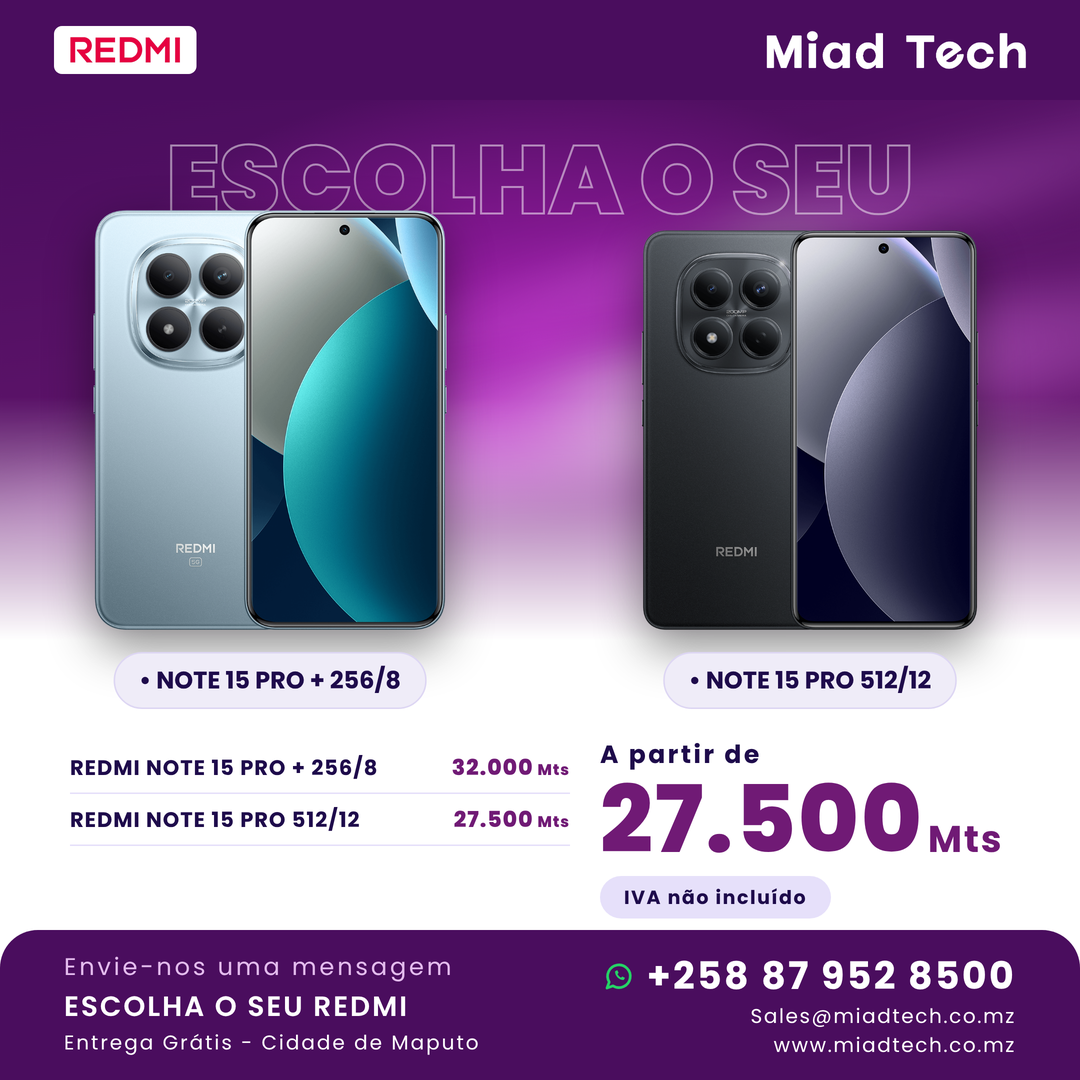 REDMI
Miad Tech
ESCOLHA O SEU
REDMI
5G
REDMI
• NOTE 15 PRO + 256/8
• NOTE 15 PRO 512/12
REDMI NOTE 15 PRO + 256/8 32.000 Mts
REDMI NOTE 15 PRO 512/12 27.500 Mts
A partir de
27.500 Mts
IVA não incluído
Envie-nos uma mensagem
ESCOLHA O SEU REDMI
Entrega Grátis - Cidade de Maputo
+258 87 952 8500
Sales@miadtech.co.mz
www.miadtech.co.mz